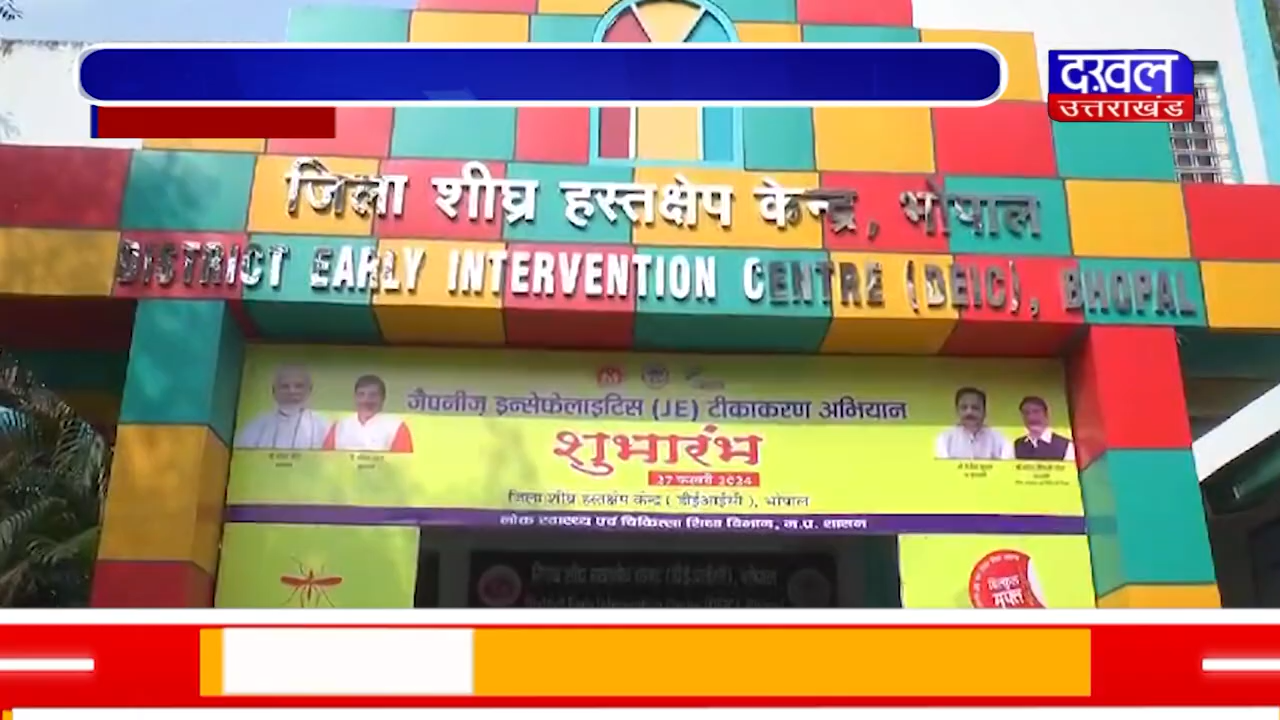 दख़ल
उत्तराखंड
जिला शीघ्र हस्तक्षेप केन्द्र, भोपाल
DISTRICT EARLY INTERVENTION CENTRE (DEIC), BHOPAL
जैपनीज़ इन्सेफेलाइटिस (JE) टीकाकरण अभियान
शुभारंभ
27 फरवरी 2024
जिला शीघ्र हस्तक्षेप केन्द्र ( डीईआईसी ), भोपाल
लोक स्वास्थ्य एवं चिकित्सा शिक्षा विभाग, म.प्र. शासन
बिल्कुल
मुफ्त